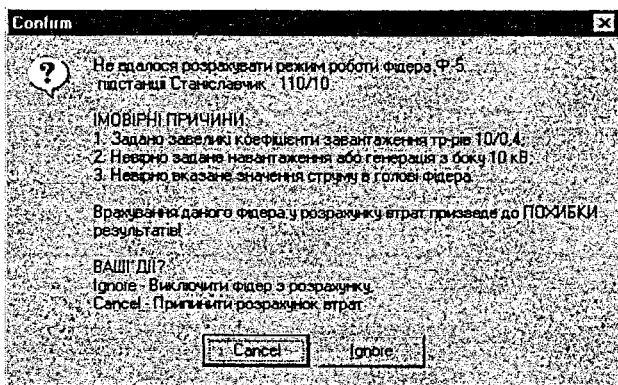 Confirm
Не вдалося розрахувати режим роботи фідера Ф-5
підстанції Станіславчик - 110/10
ІМОВІРНІ ПРИЧИНИ:
1. Задано завеликі коефіцієнти завантаження тр-рів 10/0,4;
2. Невірно задане навантаження або генерація з боку 10 кВ;
3. Невірно вказане значення струму в голові фідера.
Врахування даного фідера у розрахунку втрат призведе до ПОХИБКИ
результатів!
ВАШІ ДІЇ?
Ignore - Виключити фідер з розрахунку.
Cancel - Припинити розрахунок втрат.
Cancel
Ignore